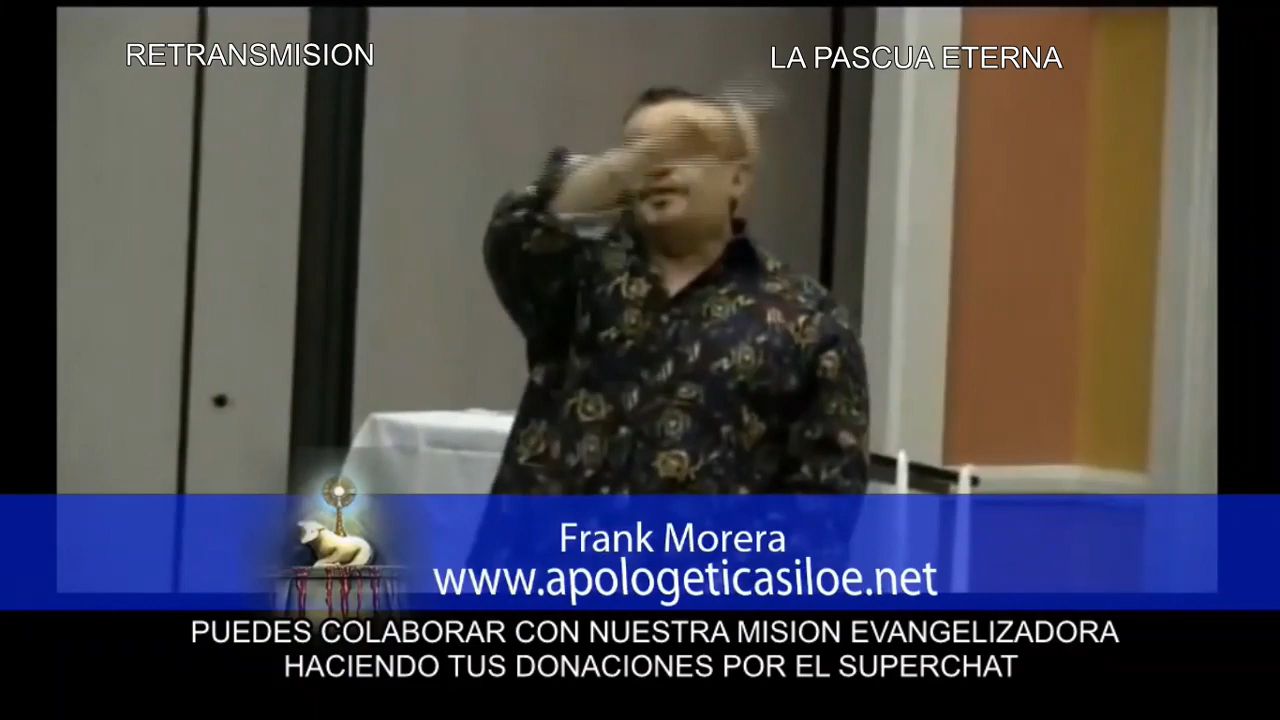 RETRANSMISION
LA PASCUA ETERNA
Frank Morera
www.apologeticasiloe.net
PUEDES COLABORAR CON NUESTRA MISION EVANGELIZADORA
HACIENDO TUS DONACIONES POR EL SUPERCHAT